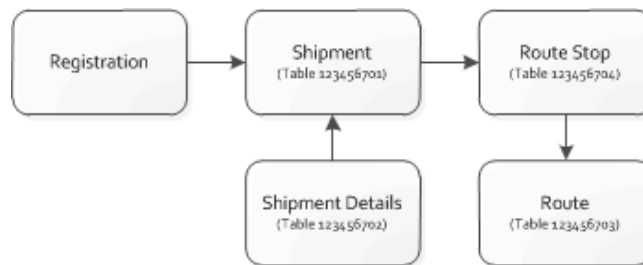 Registration
Shipment
(Table 123456701)
Route Stop
(Table 123456704)
Shipment Details
(Table 123456702)
Route
(Table 123456703)